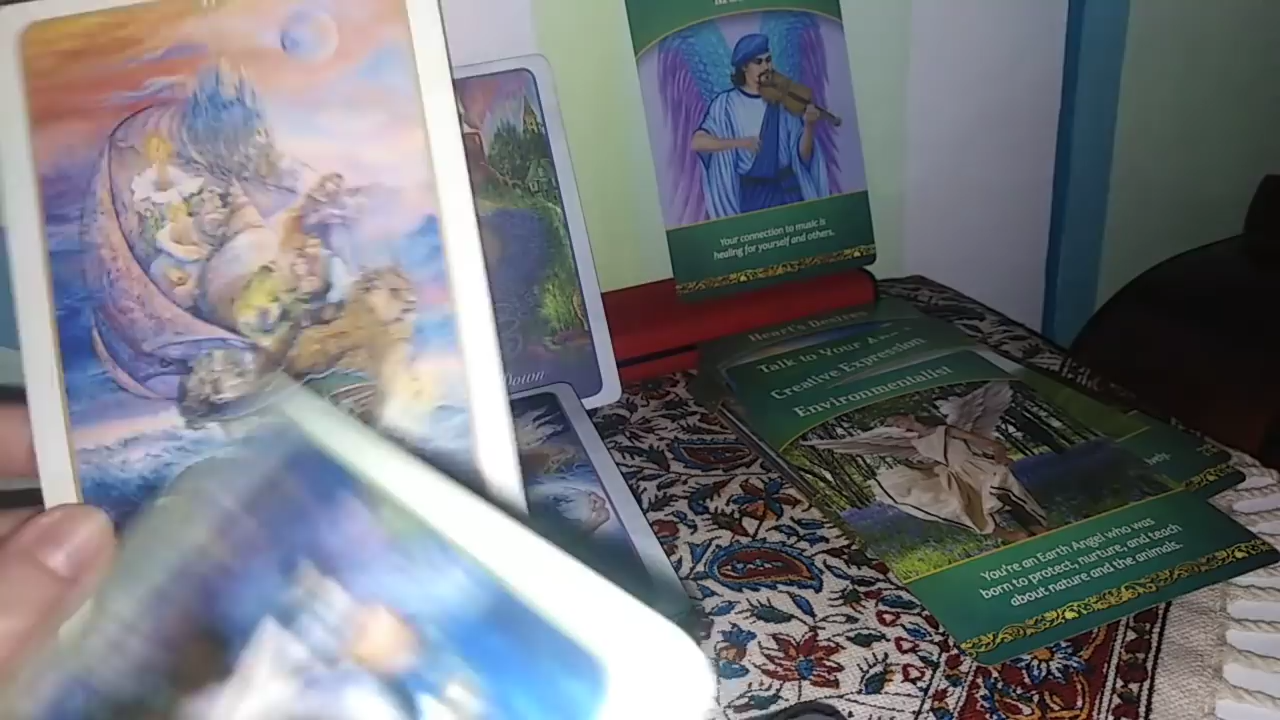 Your connection to music is
healing for yourself and others.
Down
Heart's Desires
Talk to Your
Creative Expression
Environmentalist
You're an Earth Angel who was
born to protect, nurture, and teach
about nature and the animals.